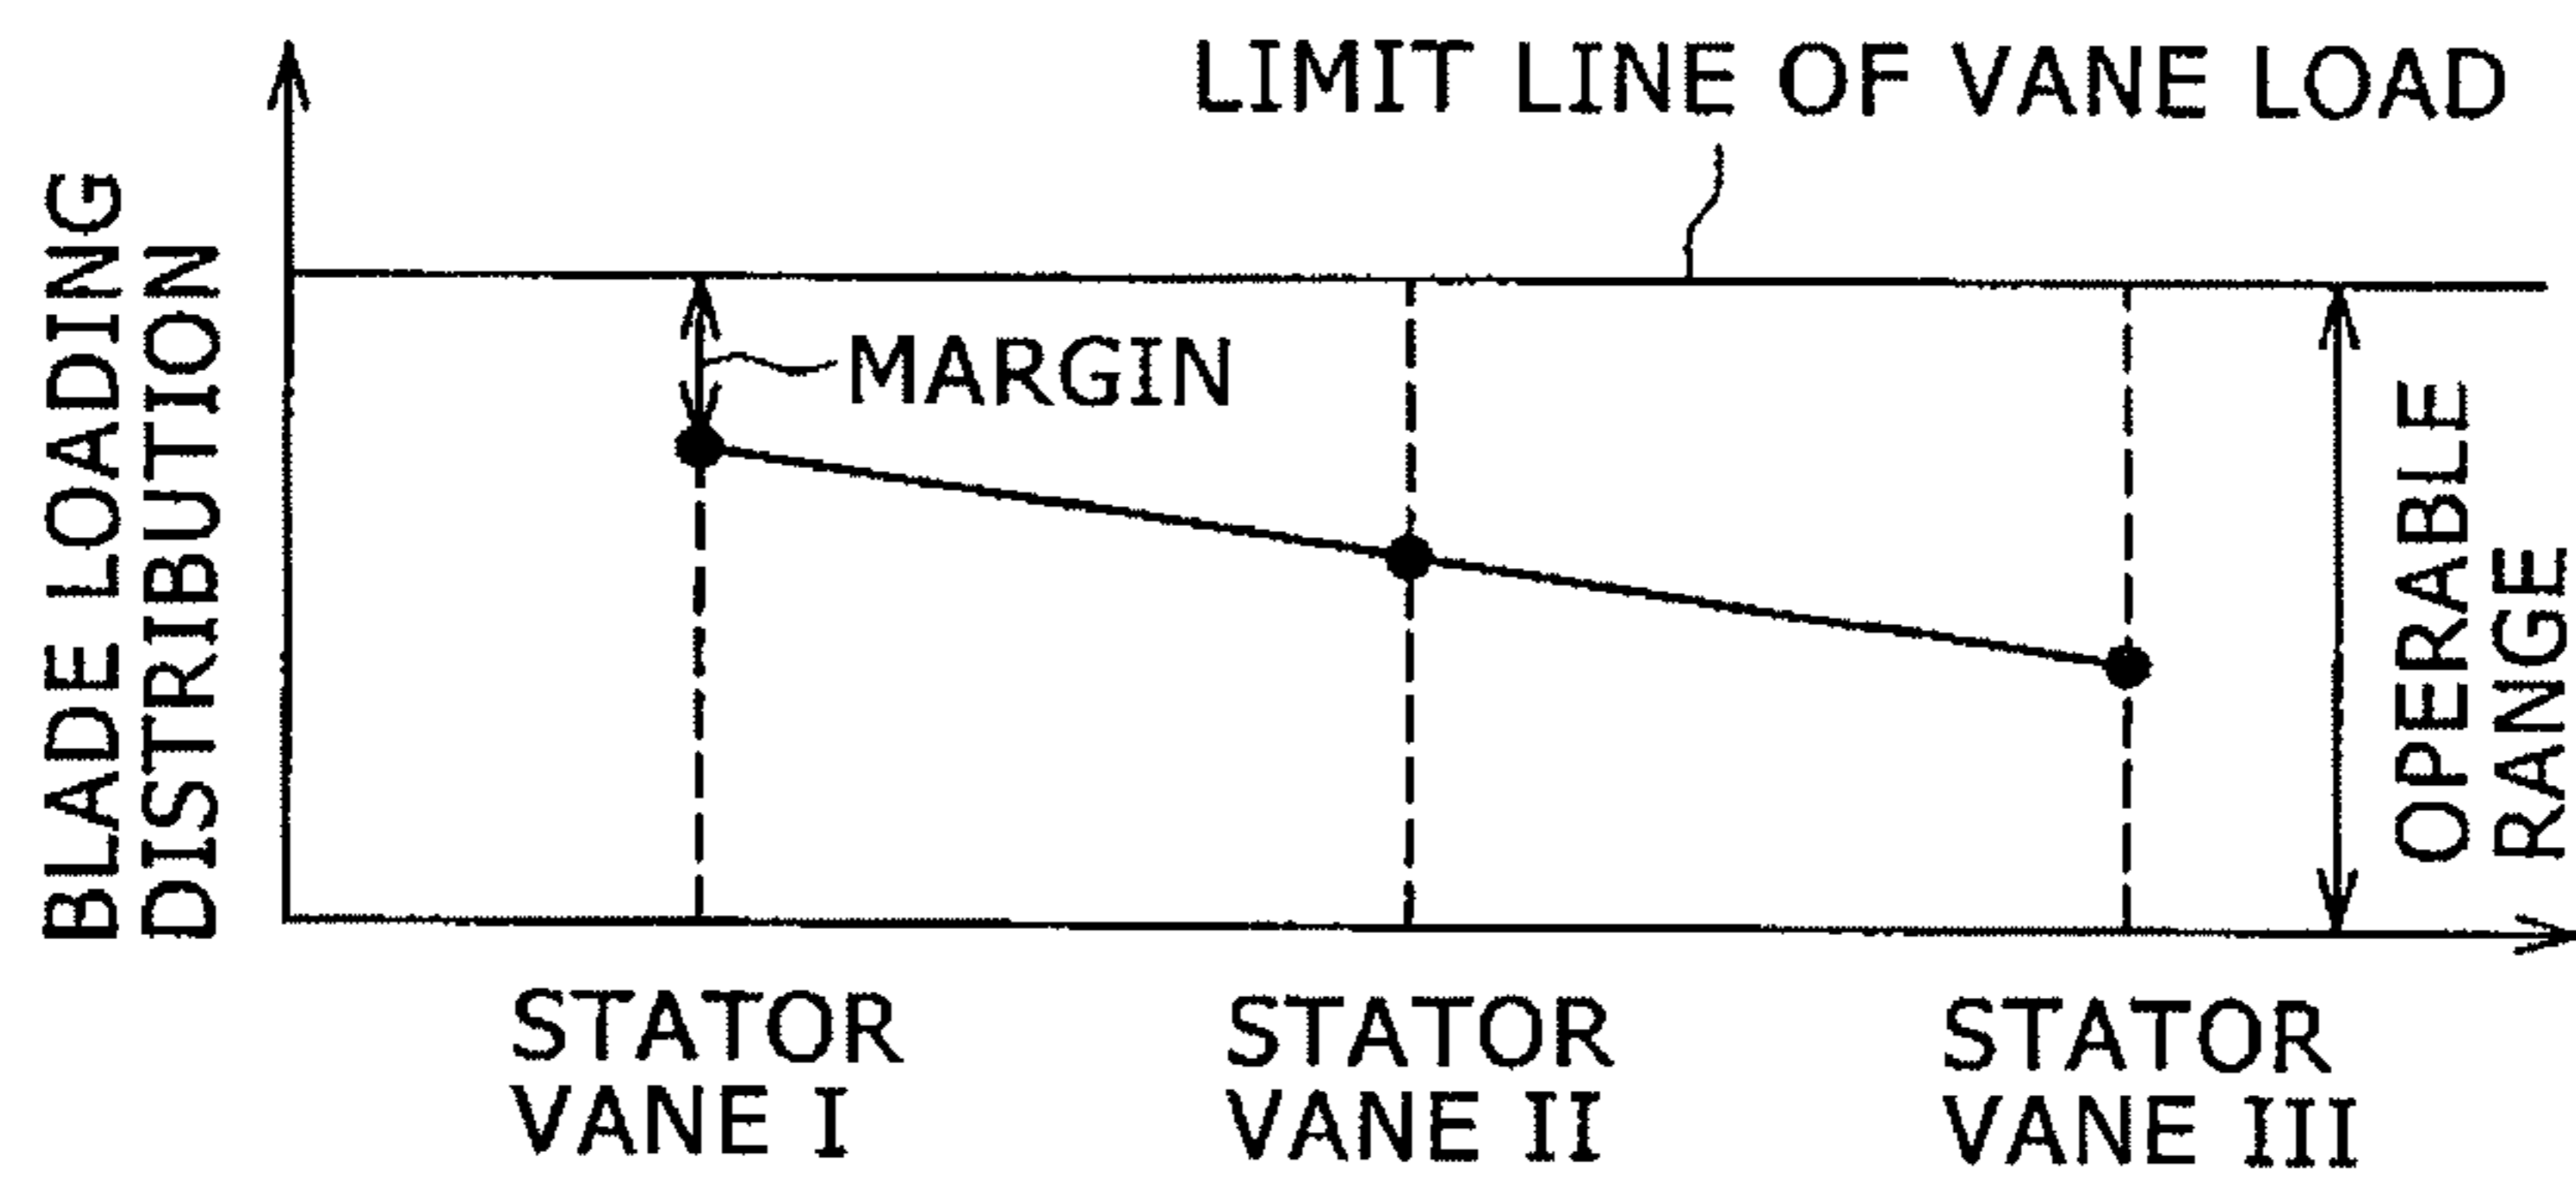 LIMIT LINE OF VANE LOAD
BLADE LOADING
DISTRIBUTION
MARGIN
OPERABLE
RANGE
STATOR
VANE I
STATOR
VANE II
STATOR
VANE III